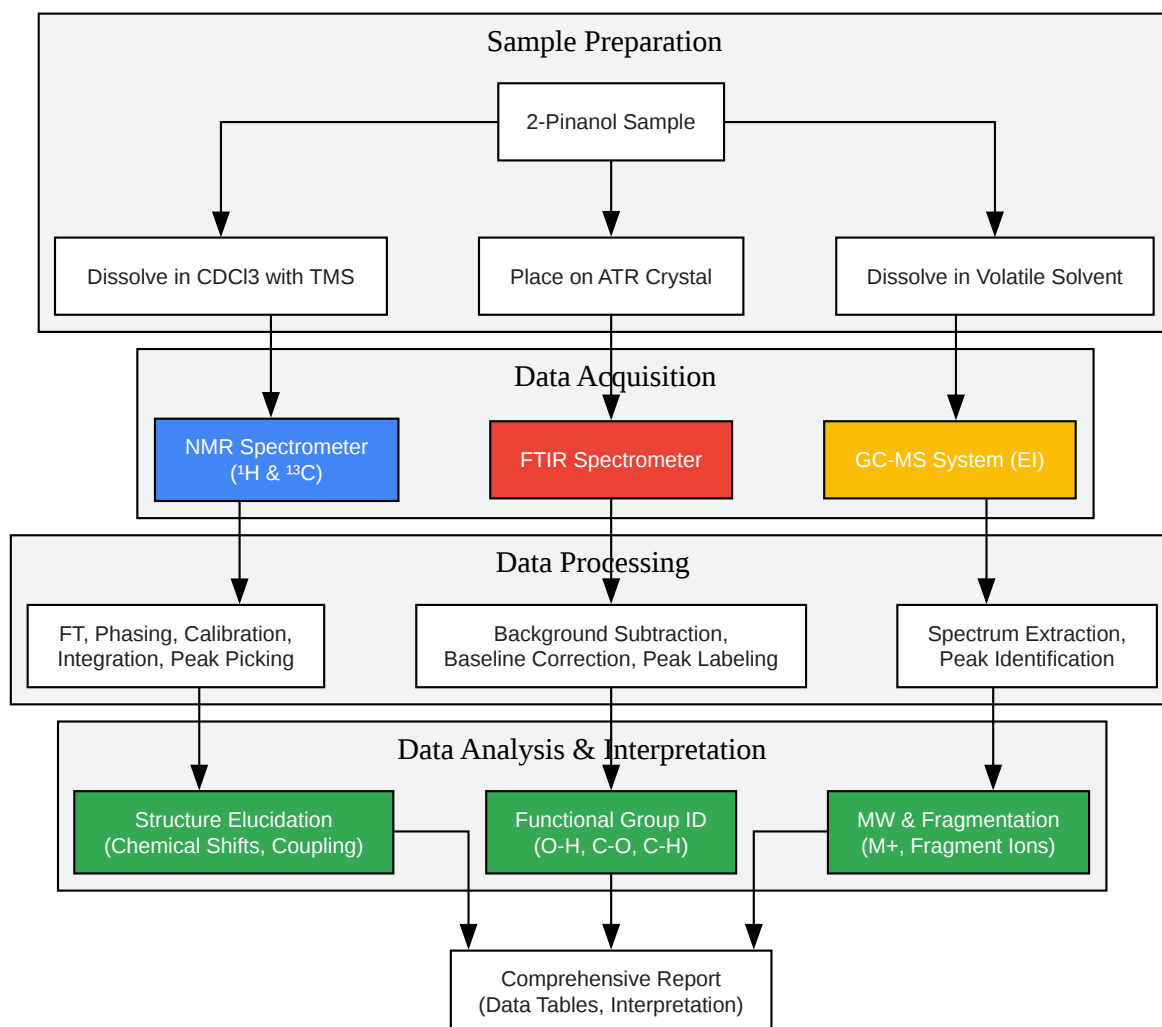 Sample Preparation
2-Pinanol Sample
Dissolve in CDCl3 with TMS
Place on ATR Crystal
Dissolve in Volatile Solvent
Data Acquisition
NMR Spectrometer
(¹H & ¹³C)
FTIR Spectrometer
GC-MS System (EI)
Data Processing
FT, Phasing, Calibration,
Integration, Peak Picking
Background Subtraction,
Baseline Correction, Peak Labeling
Spectrum Extraction,
Peak Identification
Data Analysis & Interpretation
Structure Elucidation
(Chemical Shifts, Coupling)
Functional Group ID
(O-H, C-O, C-H)
MW & Fragmentation
(M+, Fragment Ions)
Comprehensive Report
(Data Tables, Interpretation)